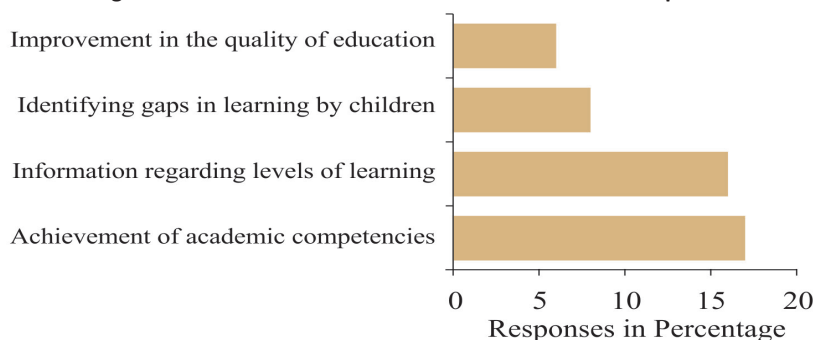 Improvement in the quality of education
Identifying gaps in learning by children
Information regarding levels of learning
Achievement of academic competencies
0 5 10 15 20
Responses in Percentage